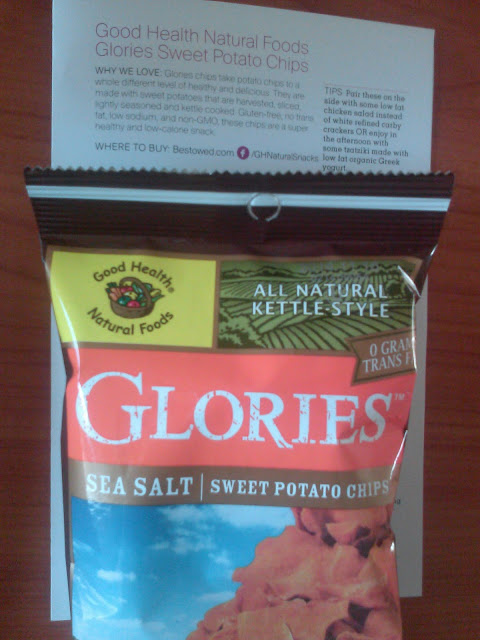 Good Health Natural Foods
Glories Sweet Potato Chips
WHY WE LOVE: Glories chips take potato chips to a
whole different level of healthy and delicious. They are
made with sweet potatoes that are harvested, sliced,
lightly seasoned and kettle cooked. Gluten-free, no trans
fat, low sodium, and non-GMO, these chips are a super
healthy and low-calorie snack.
WHERE TO BUY: Bestowed.com f /GHNaturalSnacks
TIPS: Pair these on the
side with some low fat
chicken salad instead
of white refined carby
crackers OR enjoy in
the afternoon with
some tzatziki made with
low fat organic Greek
yogurt.
Good Health®
Natural Foods
ALL NATURAL
KETTLE-STYLE
0 GRAM
TRANS F
GLORIES™
SEA SALT | SWEET POTATO CHIPS